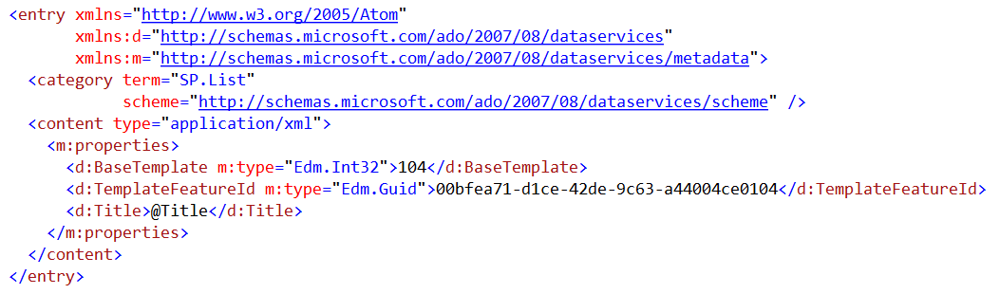 <entry xmlns="http://www.w3.org/2005/Atom"
xmlns:d="http://schemas.microsoft.com/ado/2007/08/dataservices"
xmlns:m="http://schemas.microsoft.com/ado/2007/08/dataservices/metadata">
<category term="SP.List"
scheme="http://schemas.microsoft.com/ado/2007/08/dataservices/scheme" />
<content type="application/xml">
<m:properties>
<d:BaseTemplate m:type="Edm.Int32">104</d:BaseTemplate>
<d:TemplateFeatureId m:type="Edm.Guid">00bfea71-d1ce-42de-9c63-a44004ce0104</d:TemplateFeatureId>
<d:Title>@Title</d:Title>
</m:properties>
</content>
</entry>